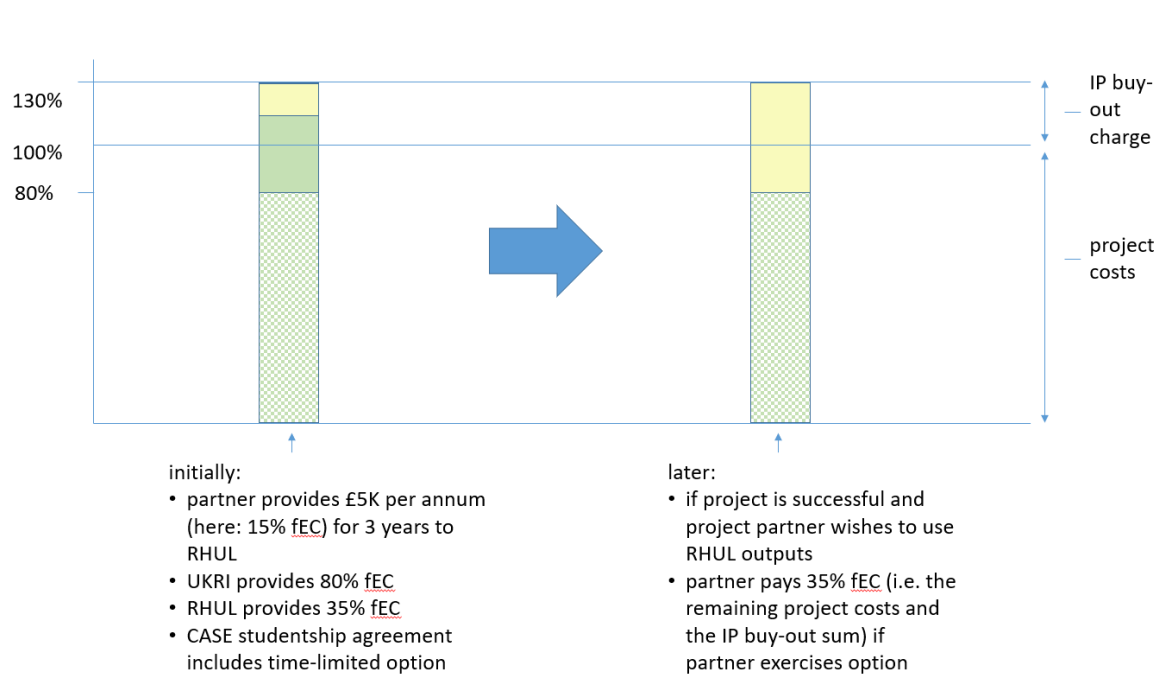 130%
100%
80%
IP buy-
out
charge
project
costs
initially:
• partner provides £5K per annum
(here: 15% fEC) for 3 years to
RHUL
• UKRI provides 80% fEC
• RHUL provides 35% fEC
• CASE studentship agreement
includes time-limited option
later:
• if project is successful and
project partner wishes to use
RHUL outputs
• partner pays 35% fEC (i.e. the
remaining project costs and
the IP buy-out sum) if
partner exercises option